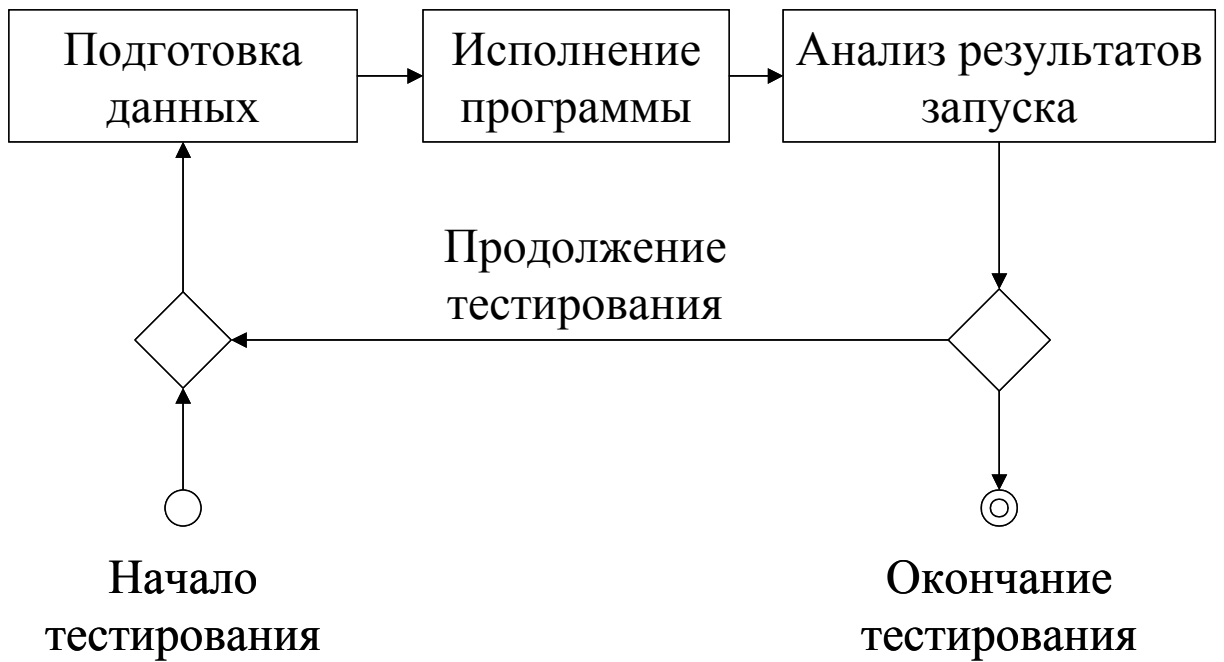 Подготовка
данных
Исполнение
программы
Анализ результатов
запуска
Продолжение
тестирования
Начало
тестирования
Окончание
тестирования